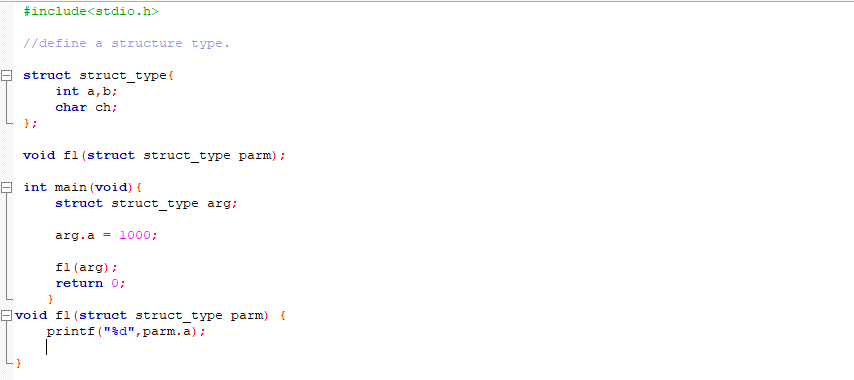 #include<stdio.h>
//define a structure type.
struct struct_type{
int a,b;
char ch;
};
void f1(struct struct_type parm);
int main(void){
struct struct_type arg;
arg.a = 1000;
f1(arg);
return 0;
}
void f1(struct struct_type parm) {
printf("%d",parm.a);
}